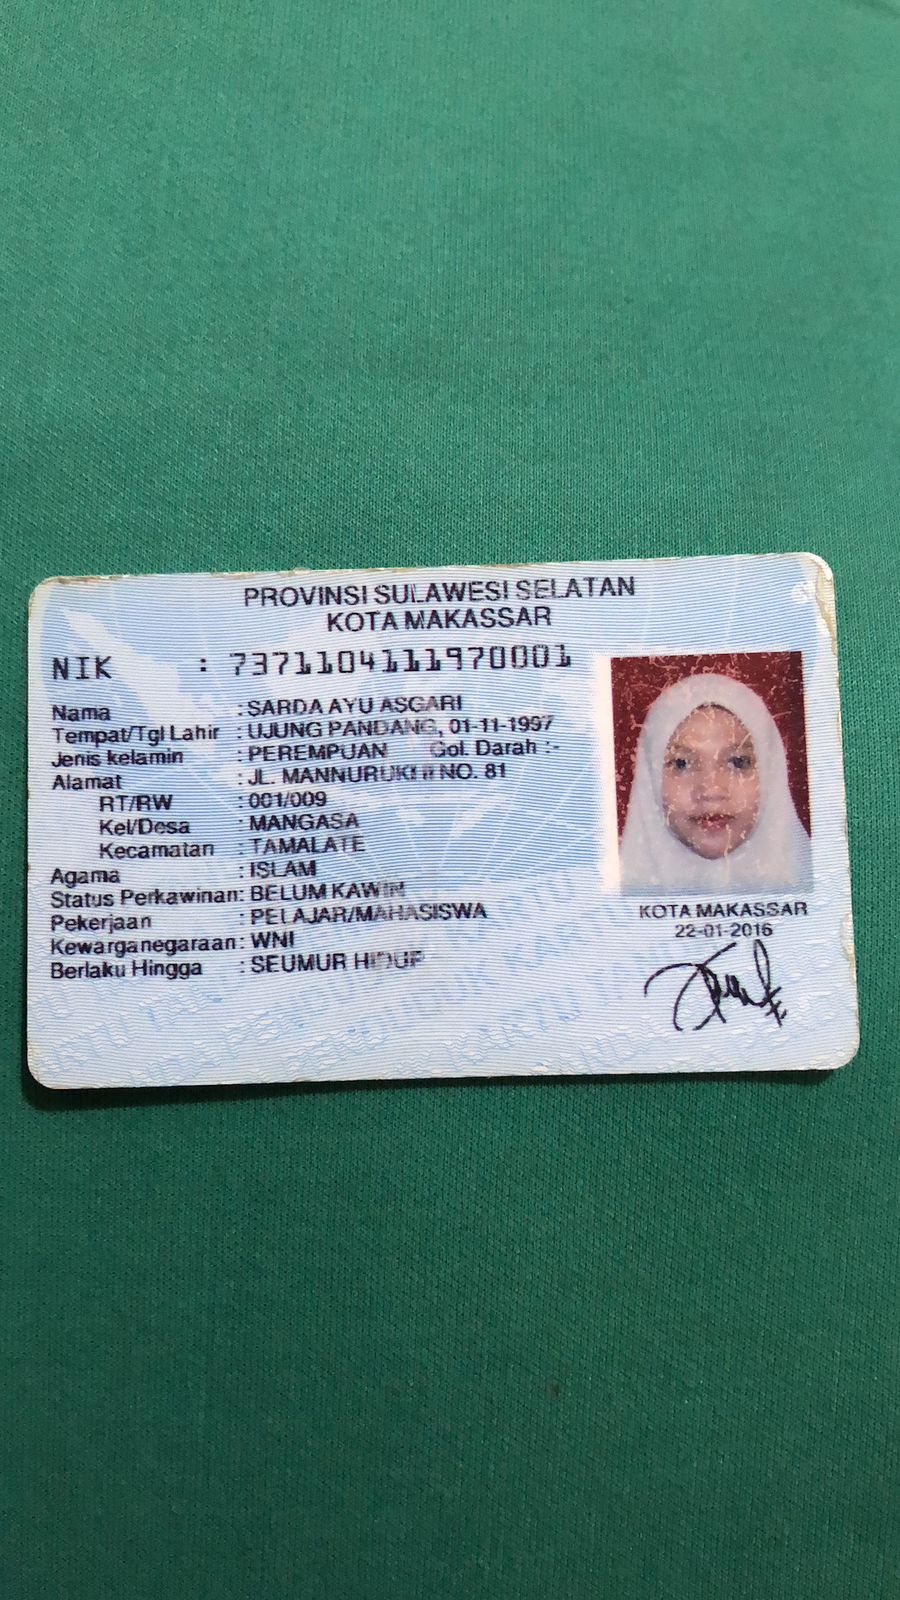 PROVINSI SULAWESI SELATAN
KOTA MAKASSAR
NIK : 7371104111970001
Nama : SARDA AYU ASGARI
Tempat/Tgl Lahir : UJUNG PANDANG, 01-11-1997
Jenis kelamin : PEREMPUAN Gol. Darah :-
Alamat : JL. MANNURUKI II NO. 81
RT/RW : 001/009
Kel/Desa : MANGASA
Kecamatan : TAMALATE
Agama : ISLAM
Status Perkawinan: BELUM KAWIN
Pekerjaan : PELAJAR/MAHASISWA
Kewarganegaraan: WNI
Berlaku Hingga : SEUMUR HIDUP
KOTA MAKASSAR
22-01-2016